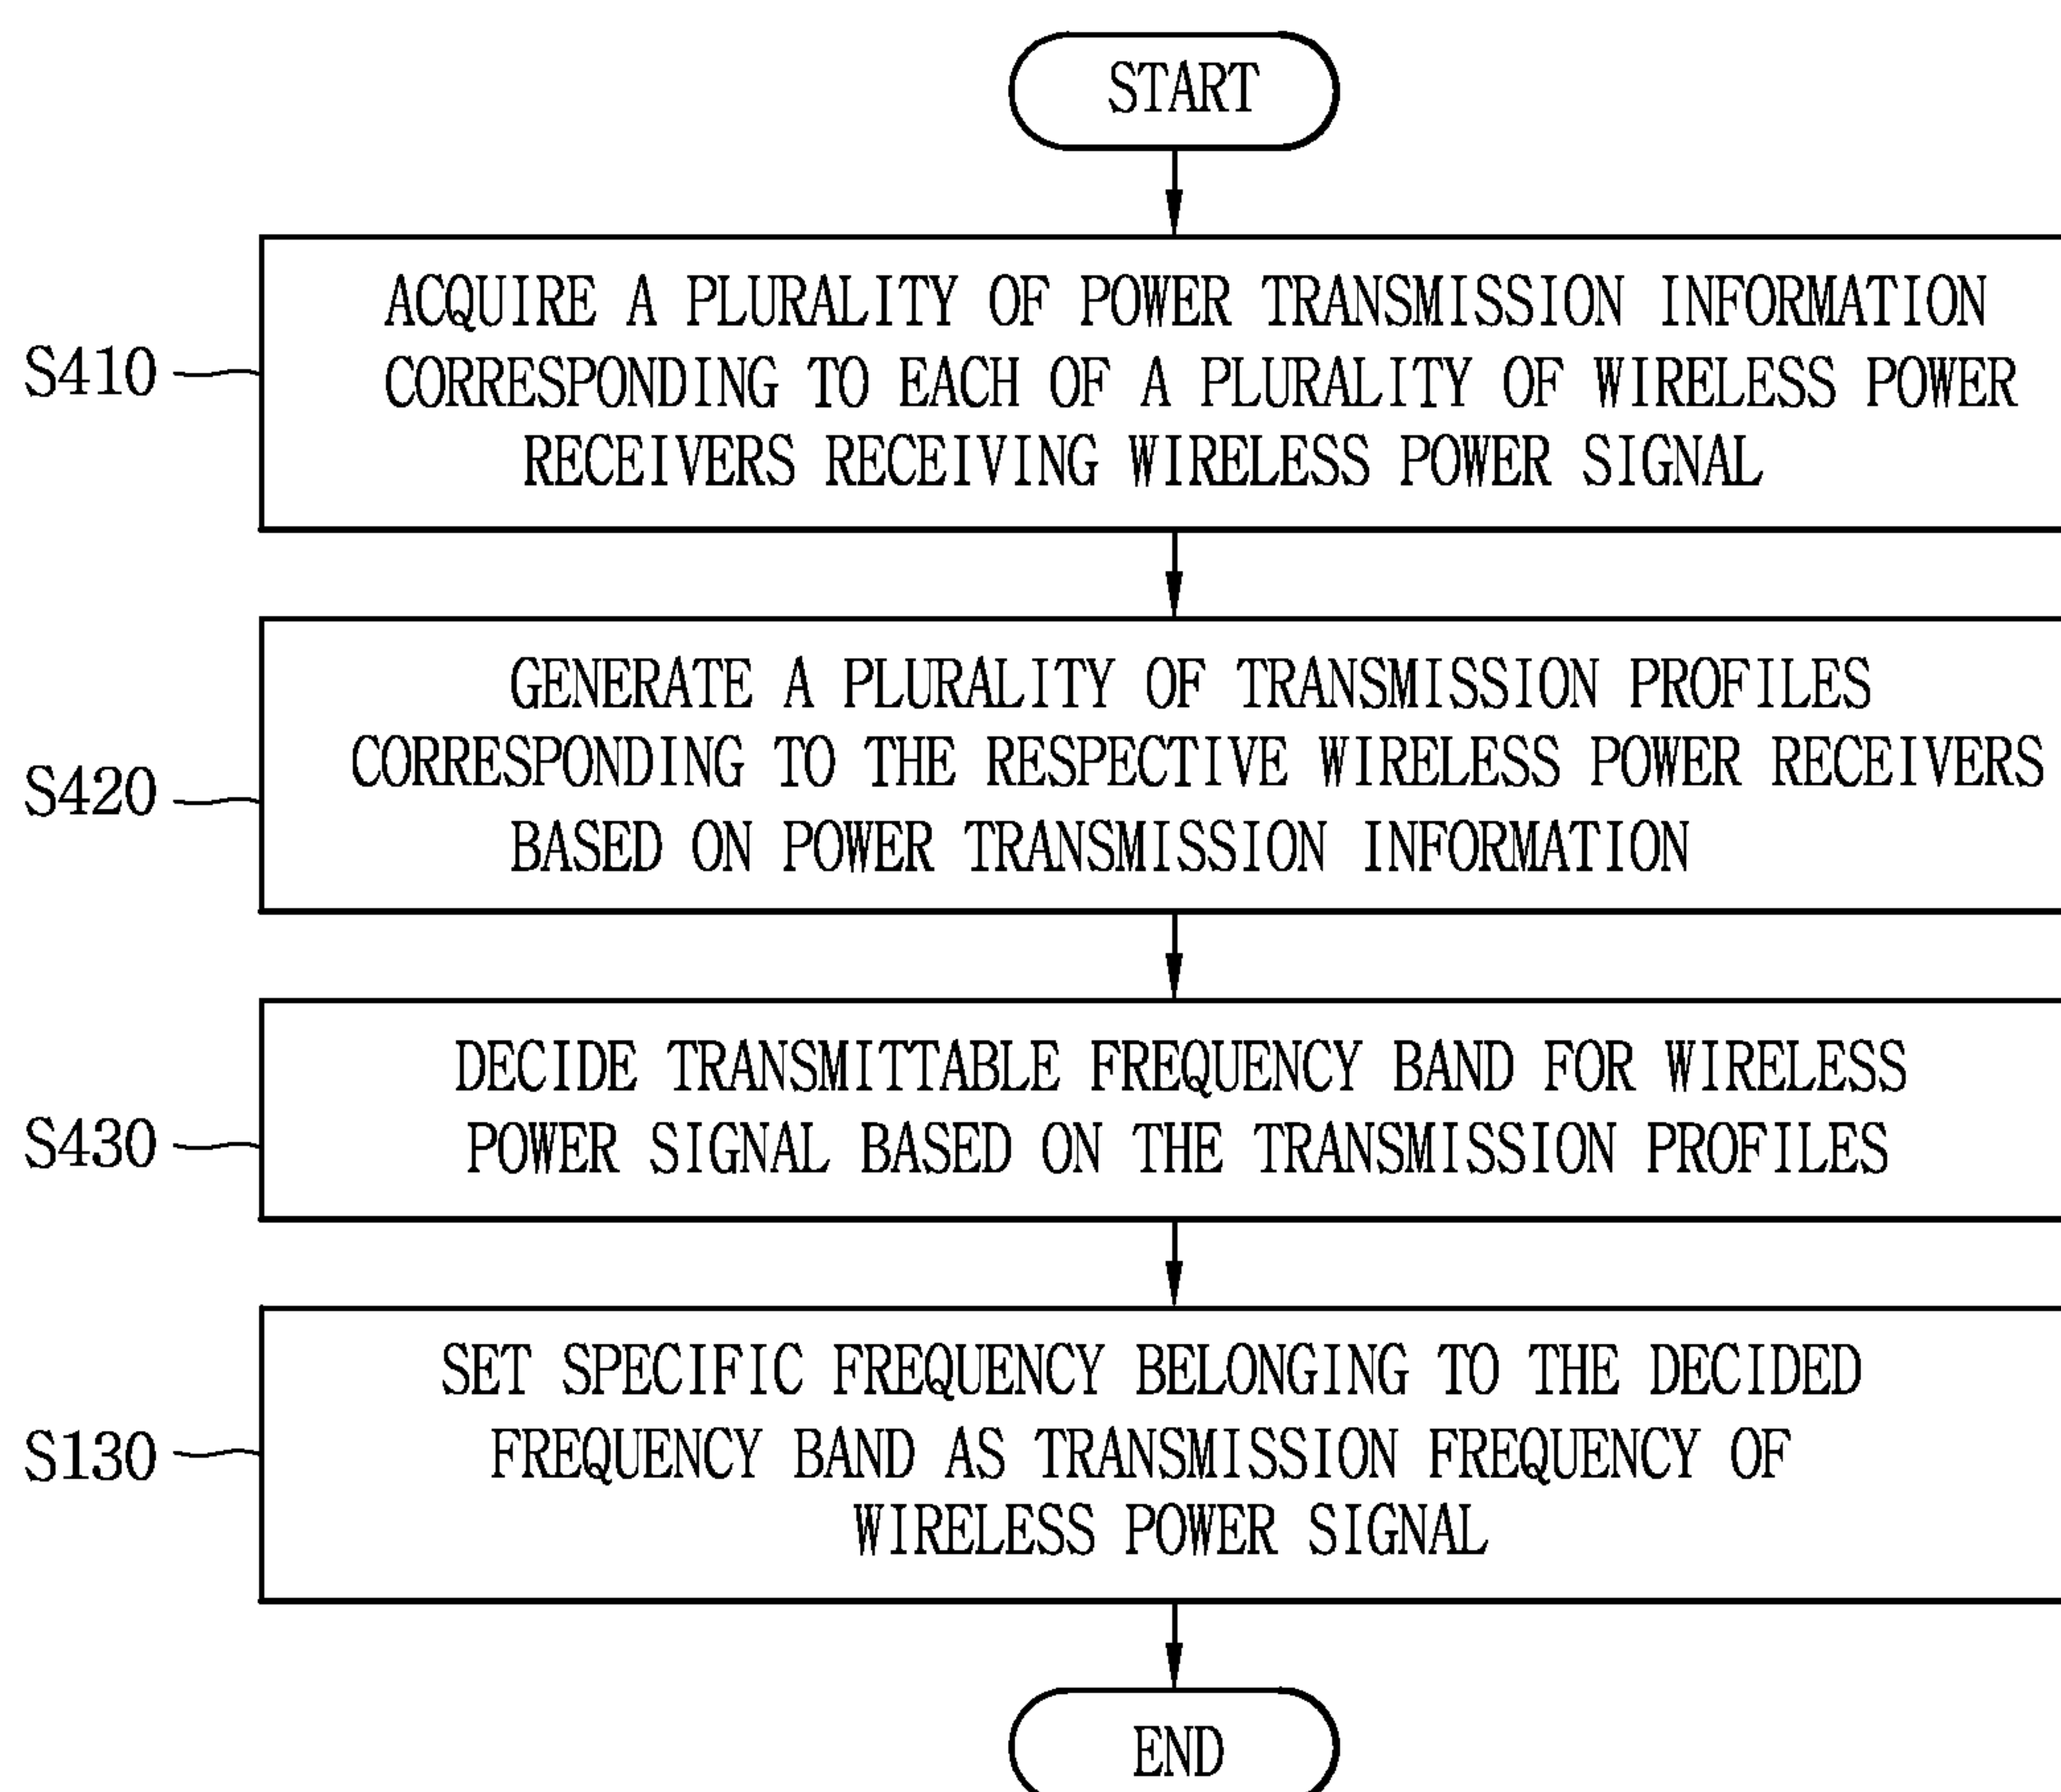 START
ACQUIRE A PLURALITY OF POWER TRANSMISSION INFORMATION
CORRESPONDING TO EACH OF A PLURALITY OF WIRELESS POWER
RECEIVERS RECEIVING WIRELESS POWER SIGNAL
S410
GENERATE A PLURALITY OF TRANSMISSION PROFILES
CORRESPONDING TO THE RESPECTIVE WIRELESS POWER RECEIVERS
BASED ON POWER TRANSMISSION INFORMATION
S420
DECIDE TRANSMITTABLE FREQUENCY BAND FOR WIRELESS
POWER SIGNAL BASED ON THE TRANSMISSION PROFILES
S430
SET SPECIFIC FREQUENCY BELONGING TO THE DECIDED
FREQUENCY BAND AS TRANSMISSION FREQUENCY OF
WIRELESS POWER SIGNAL
S130
END